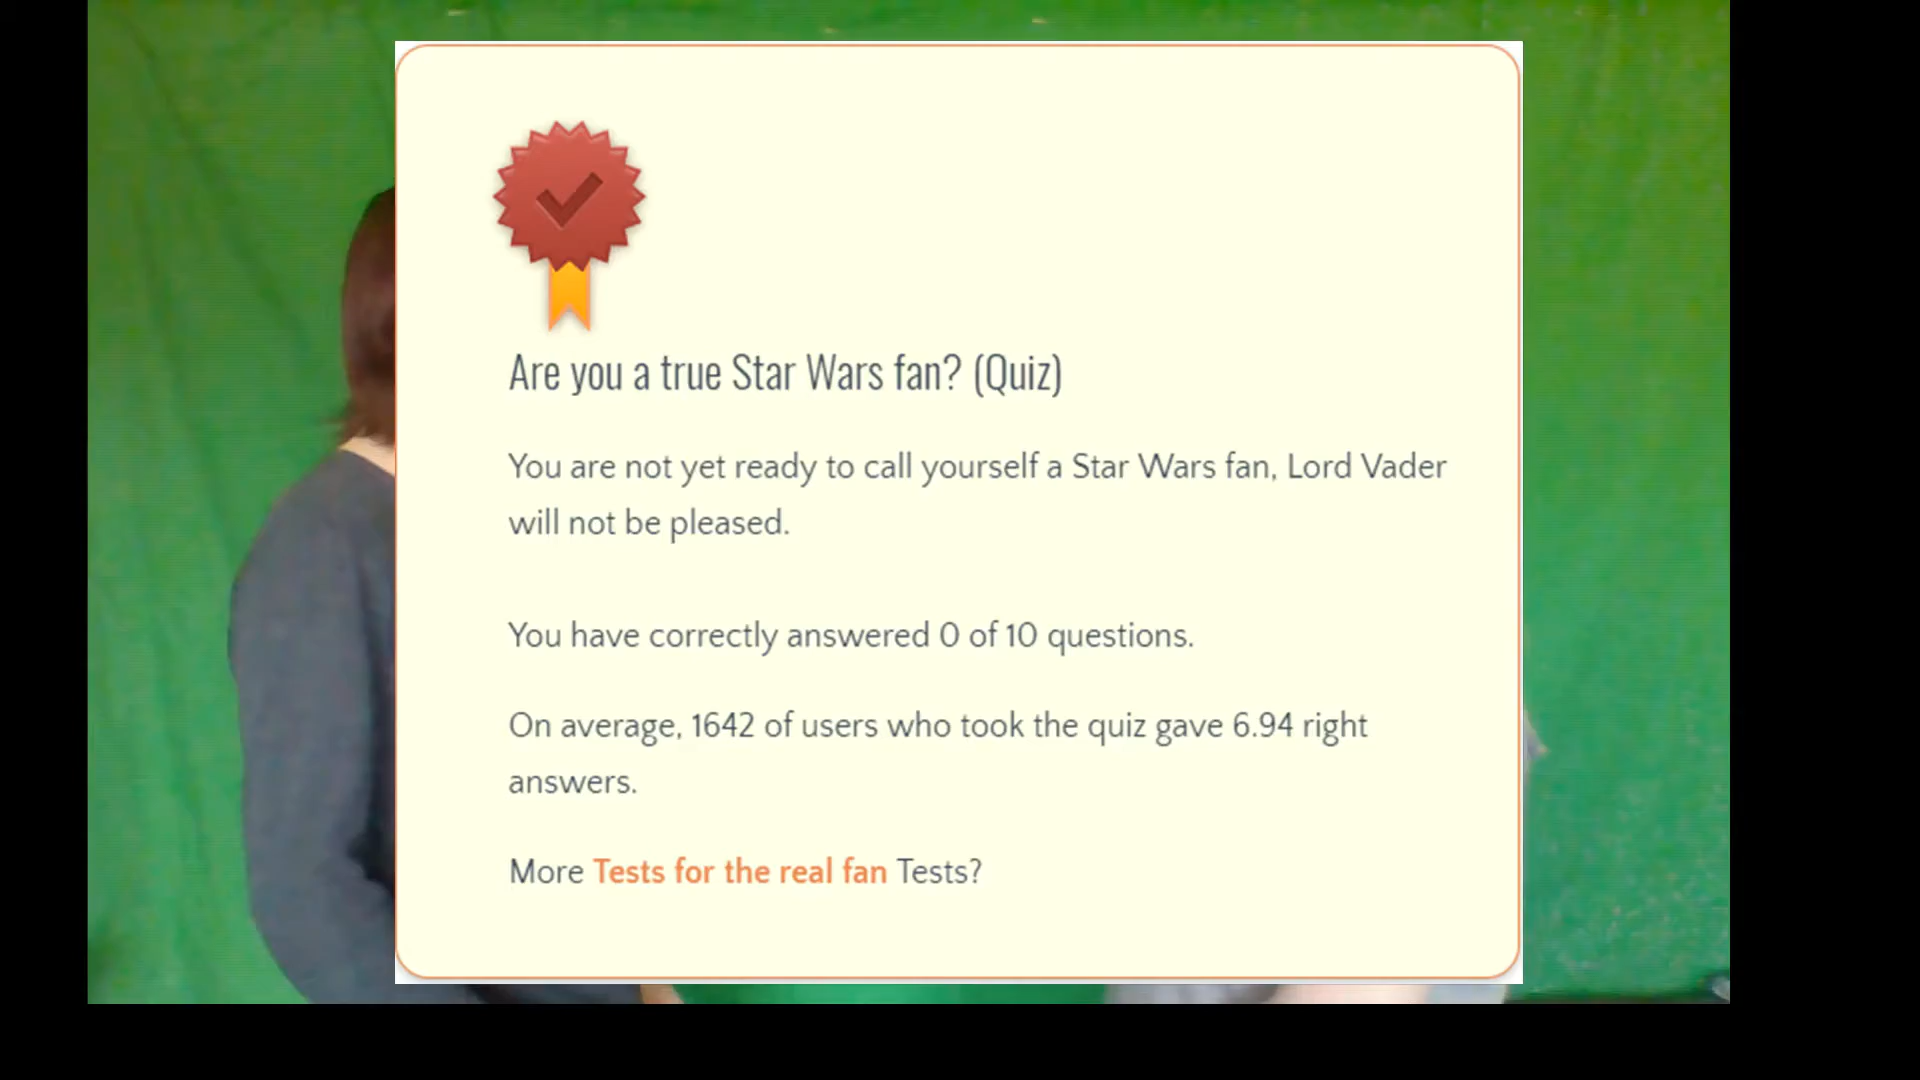 Are you a true Star Wars fan? (Quiz)
You are not yet ready to call yourself a Star Wars fan, Lord Vader
will not be pleased.
You have correctly answered 0 of 10 questions.
On average, 1642 of users who took the quiz gave 6.94 right
answers.
More Tests for the real fan Tests?